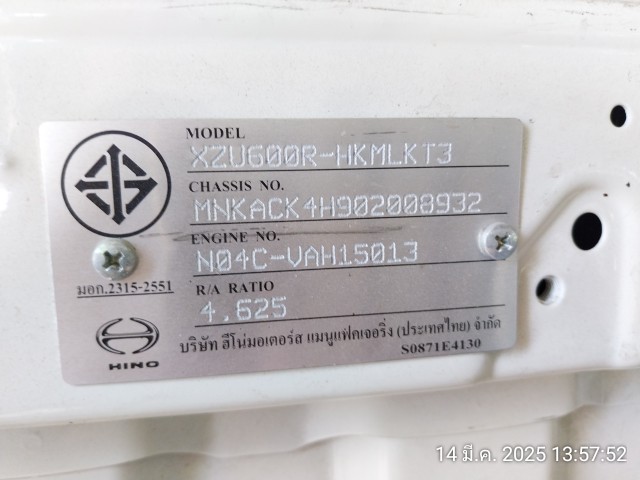 MODEL
XZU600R-HKMLKT3
CHASSIS NO.
MNKACK4H902008932
ENGINE NO.
N04C-VAH15013
มอก.2315-2551
R/A RATIO
4.625
HINO
บริษัท ฮีโน่มอเตอร์ส แมนูแฟคเจอริ่ง (ประเทศไทย) จำกัด
S0871E4130
14 มี.ค. 2025 13:57:52